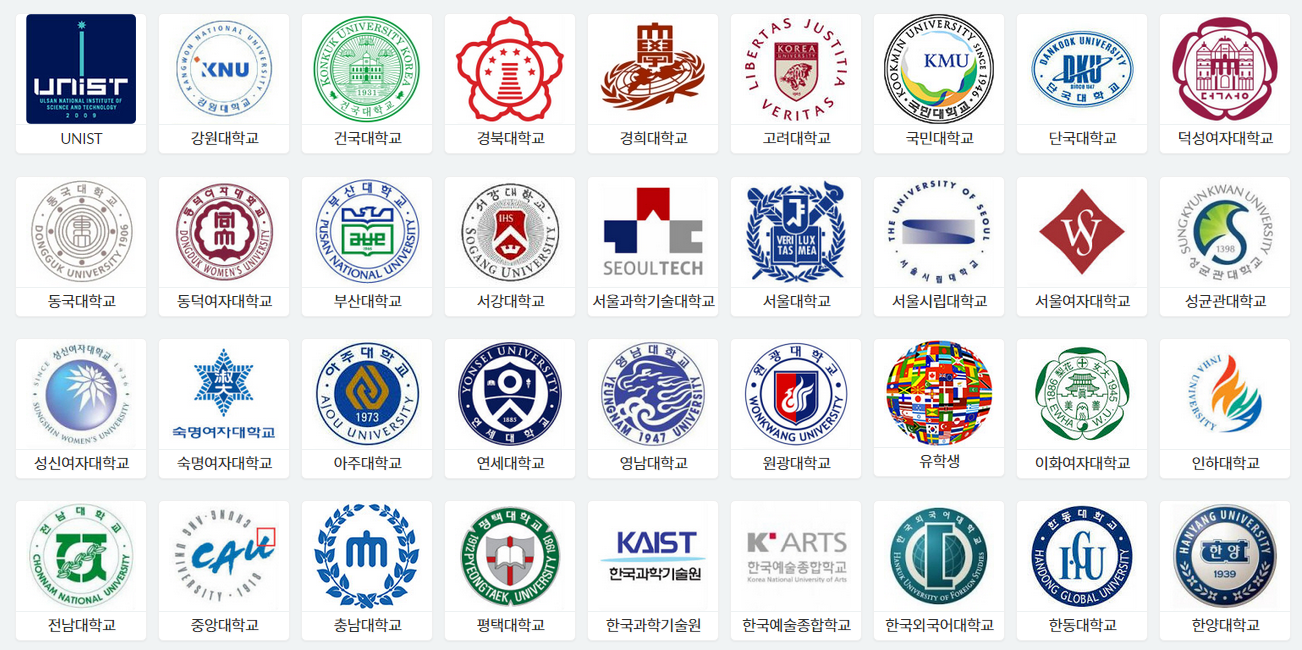 UNIST
ULSAN NATIONAL INSTITUTE OF
SCIENCE AND TECHNOLOGY
2 0 0 9
UNIST
KANGWON NATIONAL UNIVERSITY
KNU
강원대학교
강원대학교
KONKUK UNIVERSITY KOREA
1931
건국대학교
건국대학교
경북대학교
경희대학교
LIBERTAS JUSTITIA
KOREA
UNIVERSITY
VERITAS
고려대학교
KOOKMIN UNIVERSITY SINCE 1946
KMU
국민대학교
국민대학교
DANKOOK UNIVERSITY
DKU
SINCE 1947
단국대학교
단국대학교
덕성여자대학교
동국대학교
DONGGUK UNIVERSITY 1906
동국대학교
동덕여자대학교
DONGDUK WOMEN'S UNIVERSITY
동덕여자대학교
부산대학교
PUSAN NATIONAL UNIVERSITY
부산대학교
서강대학교
IHS
SOGANG UNIVERSITY
서강대학교
SEOULTECH
서울과학기술대학교
VERI LUX
TAS MEA
서울대학교
THE UNIVERSITY OF SEOUL
서울시립대학교
서울시립대학교
SW
서울여자대학교
SUNGKYUNKWAN UNIVERSITY
1398
성균관대학교
성균관대학교
SINCE 성신여자대학교 1936
SUNGSHIN WOMEN'S UNIVERSITY
성신여자대학교
숙명여자대학교
숙명여자대학교
아주대학교
1973
AJOU UNIVERSITY
아주대학교
YONSEI UNIVERSITY
1885
연세대학교
연세대학교
영남대학교
YEUNGNAM UNIVERSITY
1947
영남대학교
원광대학교
WONKWANG UNIVERSITY
원광대학교
유학생
1886 梨花女大 1945
善美
EWHA W.U.
이화여자대학교
INHA UNIVERSITY
인하대학교
전남대학교
CHONNAM NATIONAL UNIVERSITY
전남대학교
CHUNG-ANG UNIVERSITY · 1918
CAU
중앙대학교
충남대학교
평택대학교
1912 PYEONGTAEK UNIVERSITY 1981
평택대학교
KAIST
한국과학기술원
한국과학기술원
K ARTS
한국예술종합학교
Korea National University of Arts
한국예술종합학교
한국외국어대학교
HANKUK UNIVERSITY OF FOREIGN STUDIES
한국외국어대학교
한동대학교
HGU
HANDONG GLOBAL UNIVERSITY
한동대학교
HANYANG UNIVERSITY
한양
1939
한양대학교